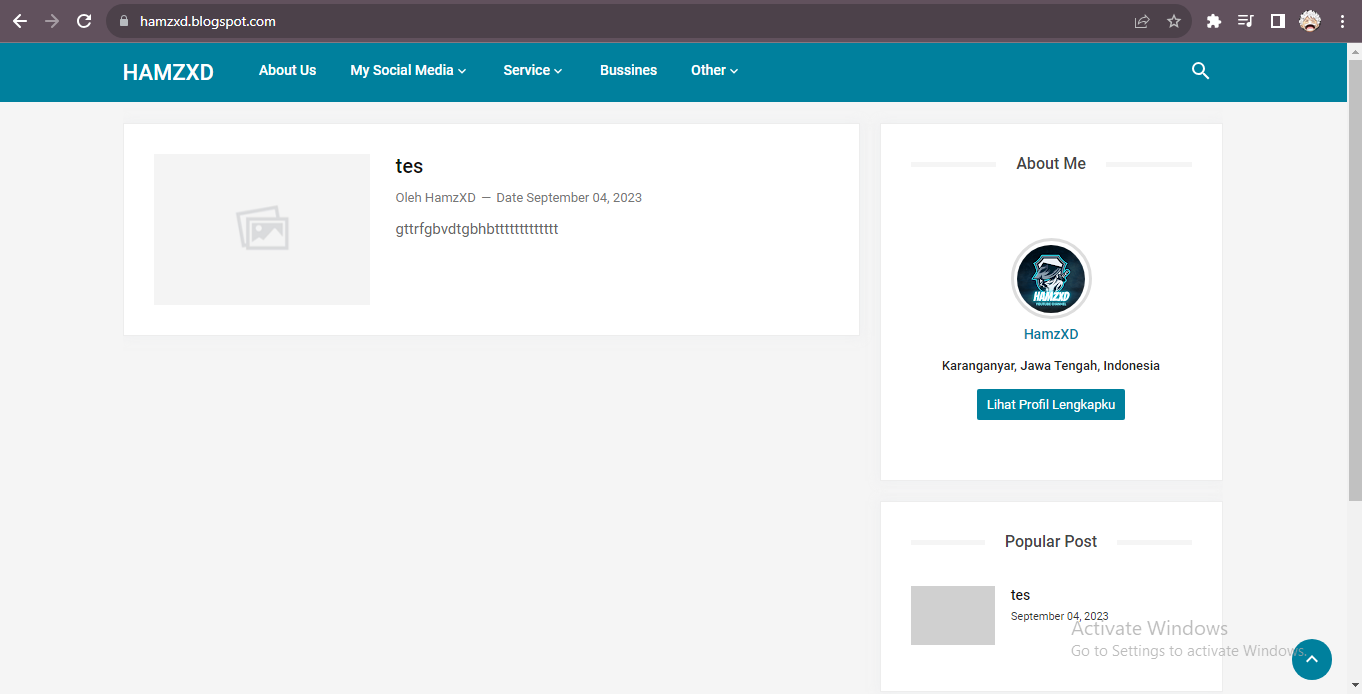 hamzxd.blogspot.com
HAMZXD
About Us
My Social Media
Service
Bussines
Other
tes
Oleh HamzXD — Date September 04, 2023
gttrfgbvdtgbhbttttttttttttt
About Me
HAMZXD
HamzXD
Karanganyar, Jawa Tengah, Indonesia
Lihat Profil Lengkapku
Popular Post
tes
September 04, 2023
Activate Windows
Go to Settings to activate Windows.